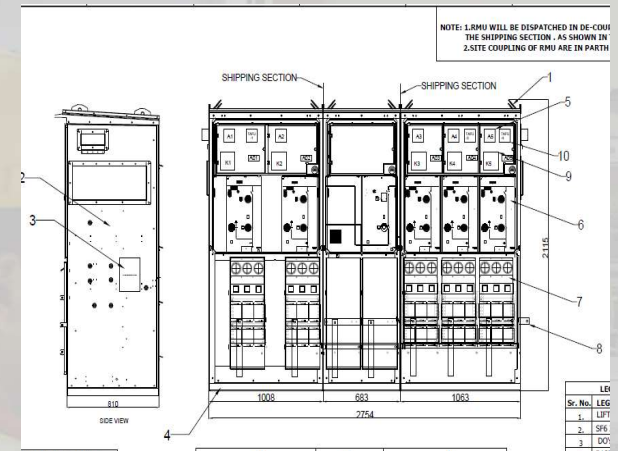 NOTE: 1.RMU WILL BE DISPATCHED IN DE-COUP
THE SHIPPING SECTION . AS SHOWN IN
2.SITE COUPLING OF RMU ARE IN PARTH
SHIPPING SECTION
SHIPPING SECTION
1
5
10
9
6
7
8
2
3
4
A1
A2
A3
A4
A5
K1
K2
K3
K4
2115
810
SIDE VIEW
1008
683
1063
2754
Sr. No.
1.
LIFT
2.
SF6
3